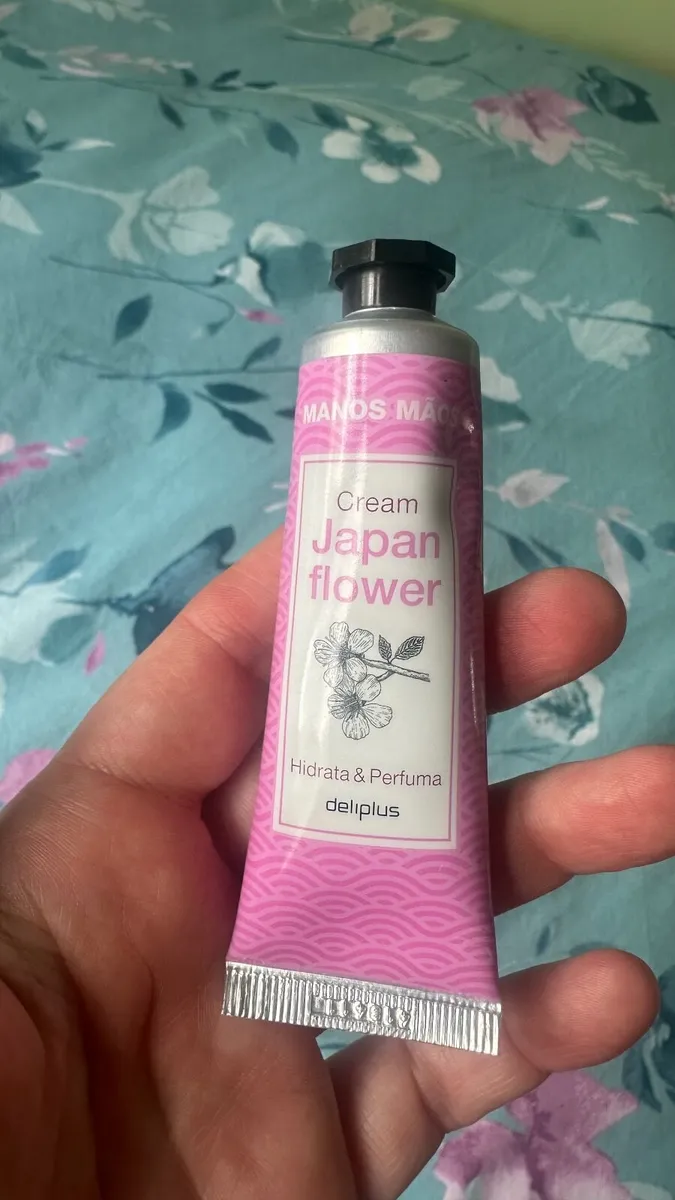 MANOS MÃOS
Cream
Japan
flower
Hidrata & Perfuma
deliplus